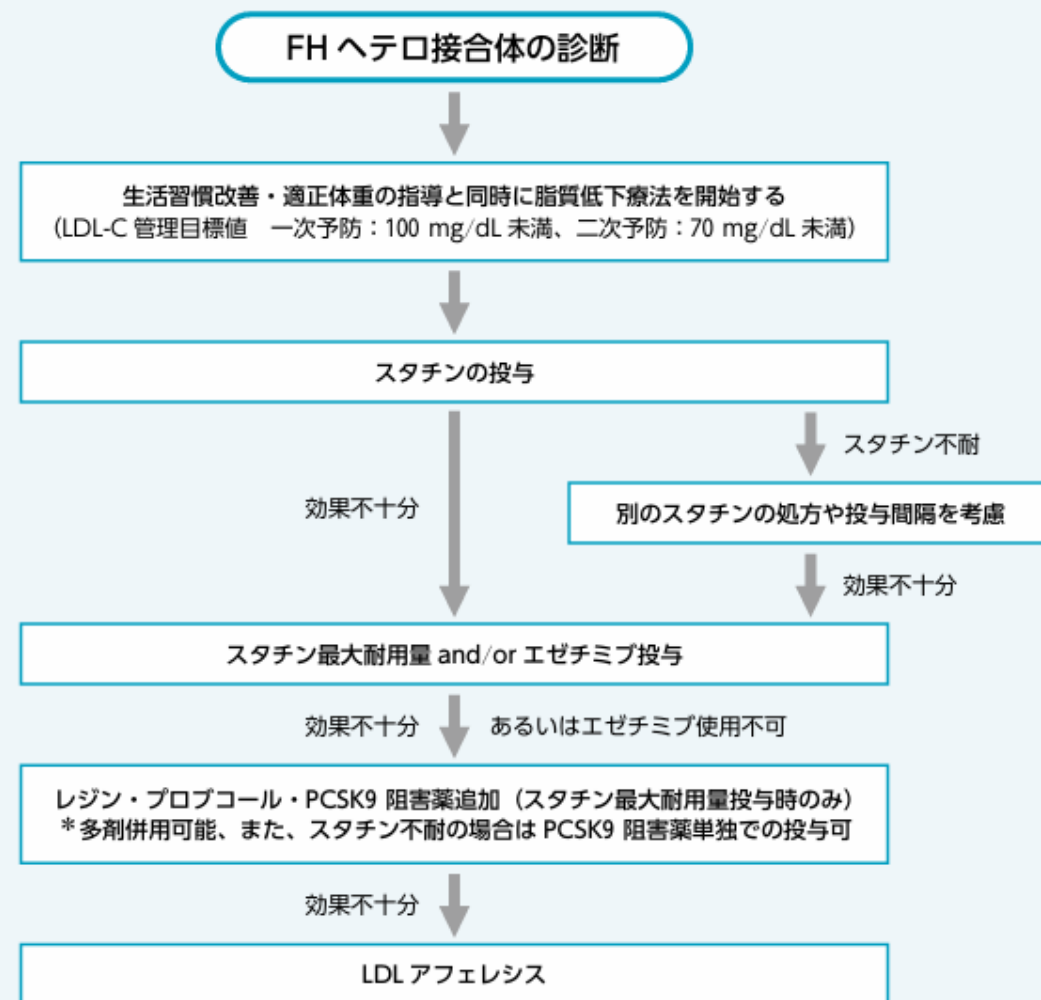 FH ヘテロ接合体の診断
生活習慣改善・適正体重の指導と同時に脂質低下療法を開始する
(LDL-C 管理目標値　一次予防：100 mg/dL 未満、二次予防：70 mg/dL 未満)
スタチンの投与
スタチン不耐
効果不十分
別のスタチンの処方や投与間隔を考慮
効果不十分
スタチン最大耐用量 and/or エゼチミブ投与
効果不十分
あるいはエゼチミブ使用不可
レジン・プロブコール・PCSK9 阻害薬追加（スタチン最大耐用量投与時のみ）
＊多剤併用可能、また、スタチン不耐の場合は PCSK9 阻害薬単独での投与可
効果不十分
LDL アフェレシス